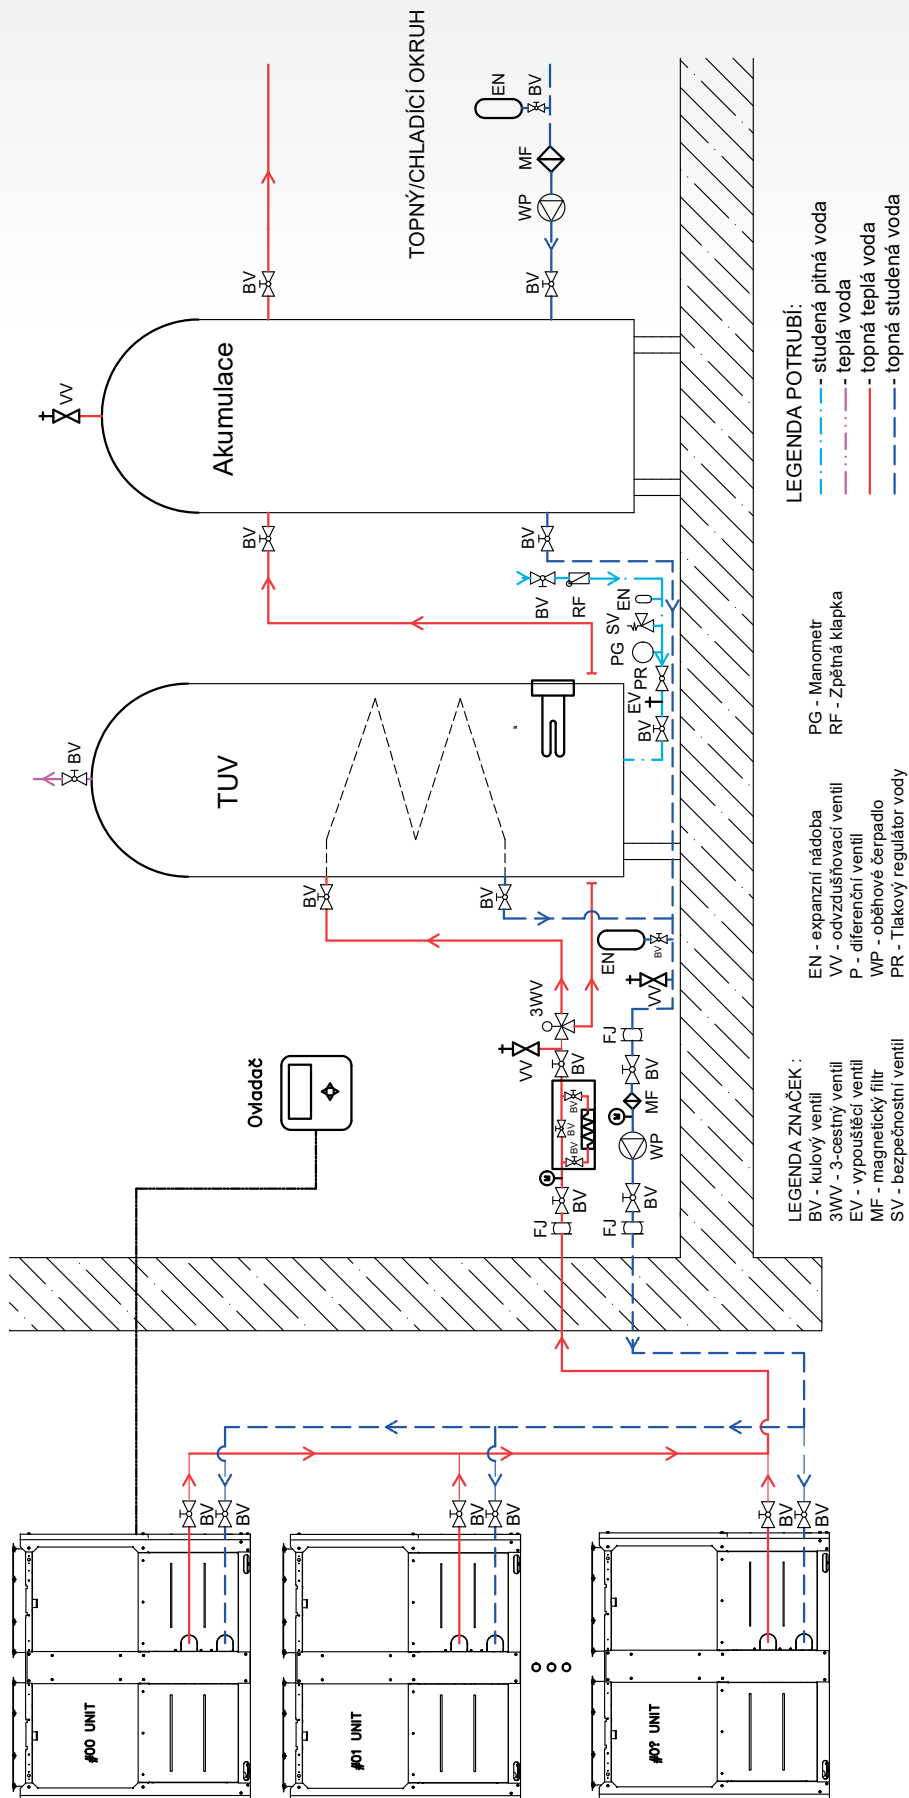 #00 UNIT
#01 UNIT
#0? UNIT
BV
BV
BV
BV
BV
BV
Ovladač
FJ
BV
M
BV
BV
BV
BV
VV
3WV
FJ
BV
WP
M
MF
BV
FJ
VV
EN
BV
BV
BV
TUV
BV
BV
EV
PR
PG
SV
EN
BV
RF
BV
BV
Akumulace
VV
BV
BV
WP
MF
EN
BV
TOPNÝ/CHLADÍCÍ OKRUH
LEGENDA ZNAČEK :
BV - kulový ventil
3WV - 3-cestný ventil
EV - vypouštěcí ventil
MF - magnetický filtr
SV - bezpečnostní ventil
EN - expanzní nádoba
VV - odvzdušňovací ventil
P - diferenční ventil
WP - oběhové čerpadlo
PR - Tlakový regulátor vody
PG - Manometr
RF - Zpětná klapka
LEGENDA POTRUBÍ:
- studená pitná voda
- teplá voda
- topná teplá voda
- topná studená voda